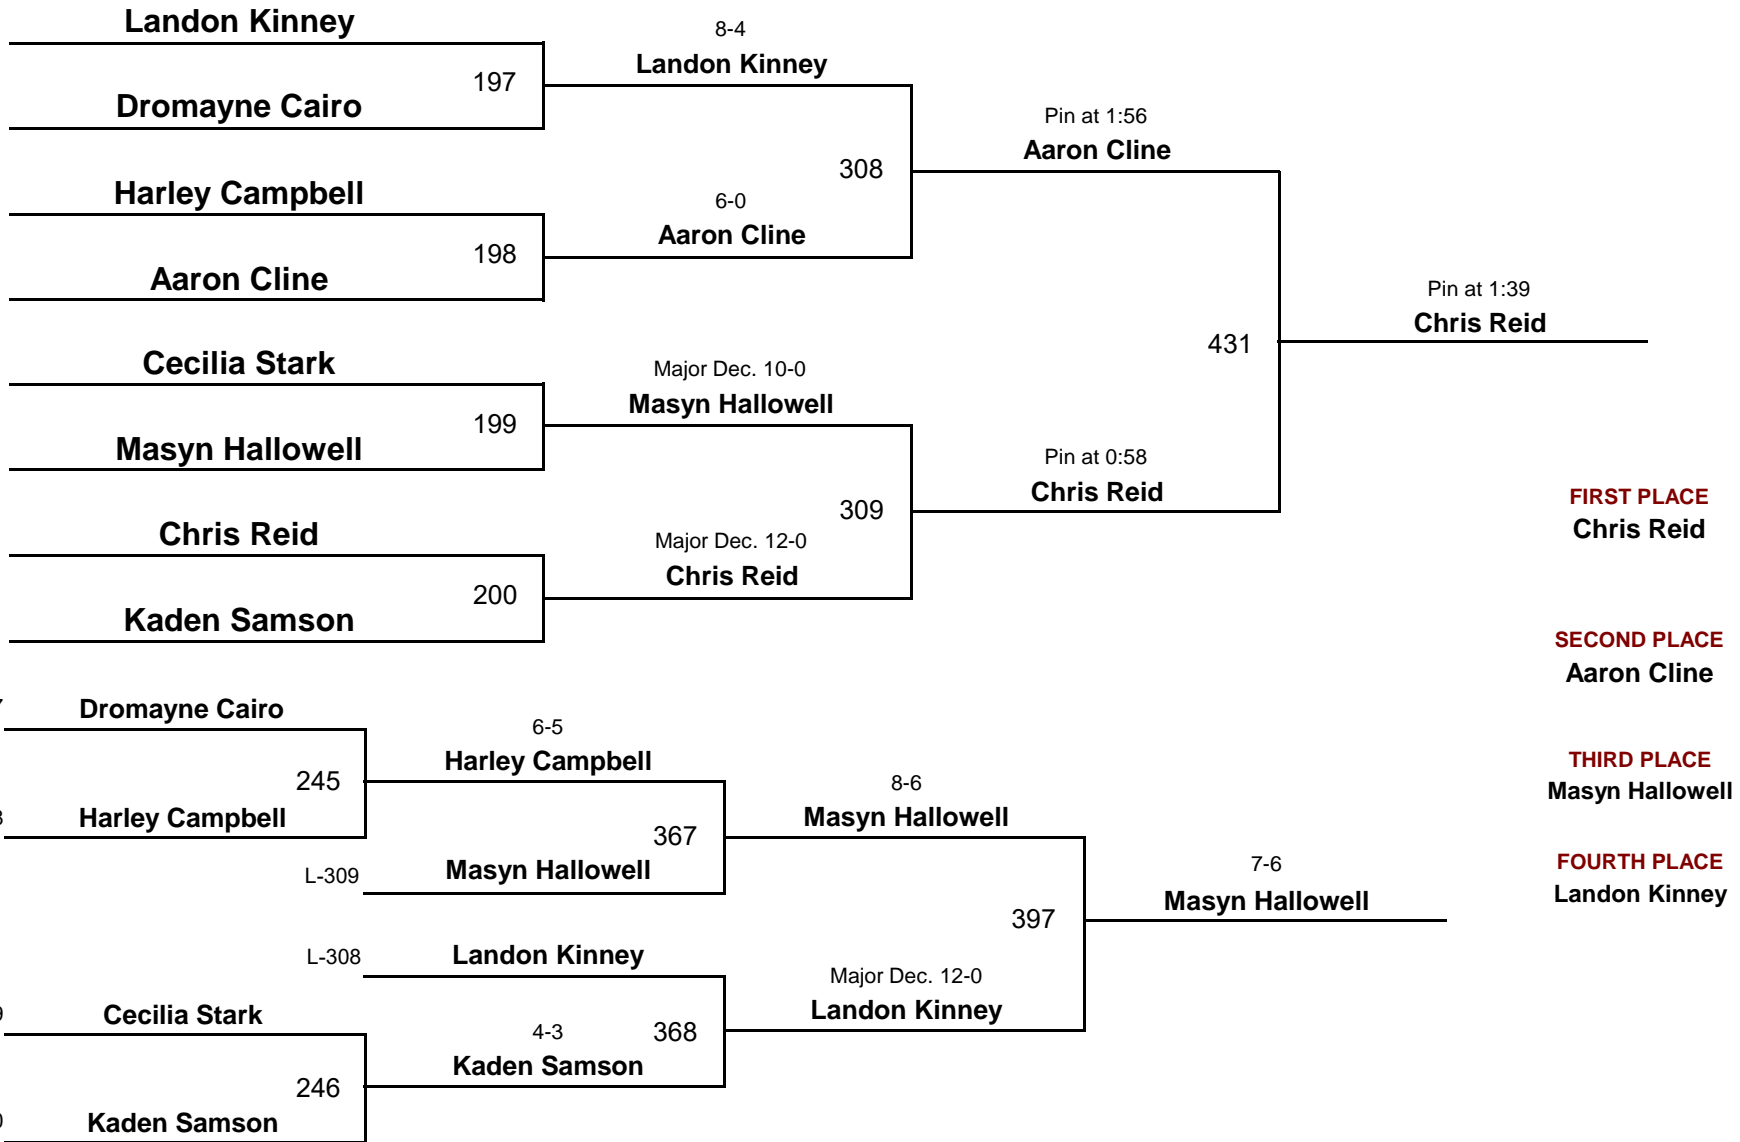 Landon Kinney
8-4
Landon Kinney
197
Dromayne Cairo
Pin at 1:56
Aaron Cline
308
Harley Campbell
6-0
Aaron Cline
198
Aaron Cline
Pin at 1:39
Chris Reid
431
Cecilia Stark
Major Dec. 10-0
Masyn Hallowell
199
Masyn Hallowell
Pin at 0:58
Chris Reid
309
Chris Reid
Major Dec. 12-0
Chris Reid
200
Kaden Samson
FIRST PLACE
Chris Reid
SECOND PLACE
Aaron Cline
THIRD PLACE
Masyn Hallowell
FOURTH PLACE
Landon Kinney
Dromayne Cairo
6-5
Harley Campbell
245
Harley Campbell
8-6
Masyn Hallowell
367
L-309
Masyn Hallowell
7-6
Masyn Hallowell
397
L-308
Landon Kinney
Major Dec. 12-0
Landon Kinney
Cecilia Stark
4-3
368
Kaden Samson
246
Kaden Samson